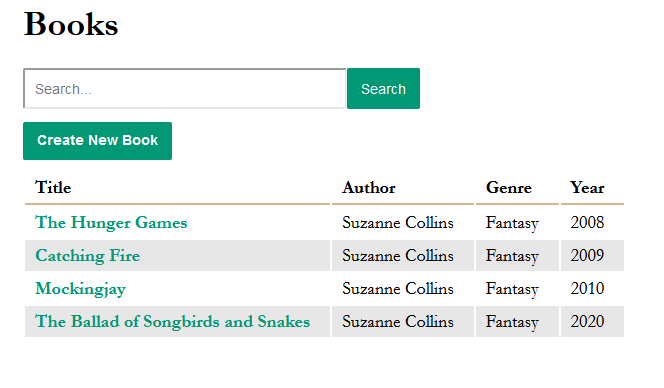 Books
Search... Search
Create New Book
Title Author Genre Year
The Hunger Games Suzanne Collins Fantasy 2008
Catching Fire Suzanne Collins Fantasy 2009
Mockingjay Suzanne Collins Fantasy 2010
The Ballad of Songbirds and Snakes Suzanne Collins Fantasy 2020